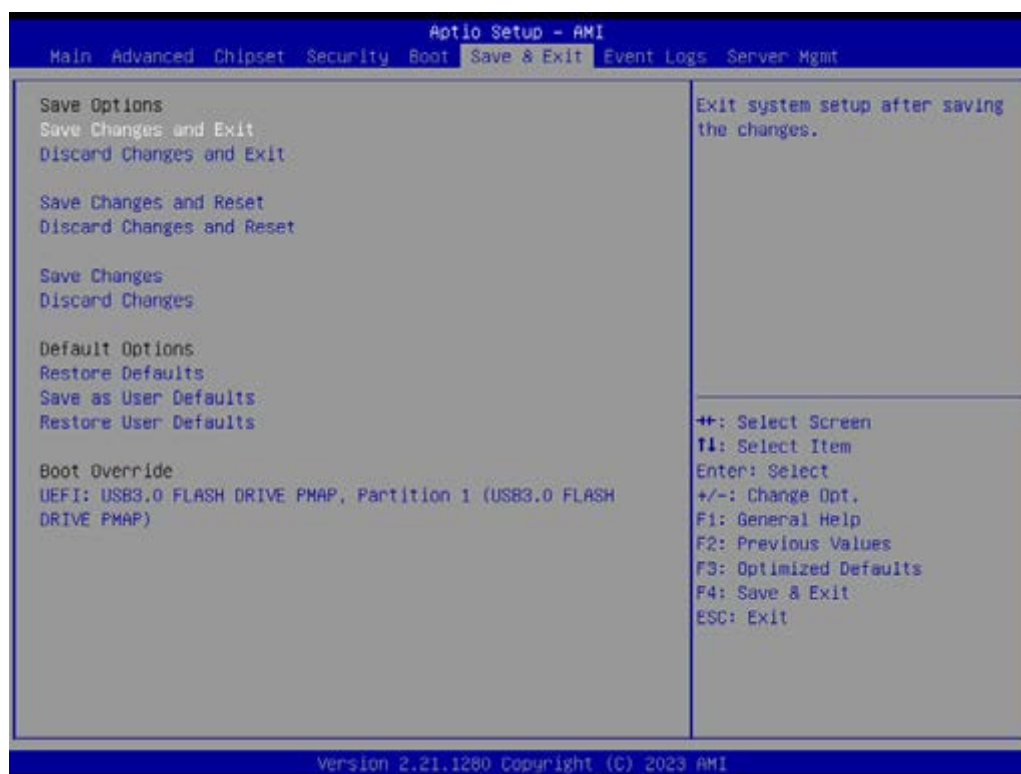 Aptio Setup - AMI
Main Advanced Chipset Security Boot Save & Exit Event Logs Server Mgmt
Save Options
Save Changes and Exit
Discard Changes and Exit
Save Changes and Reset
Discard Changes and Reset
Save Changes
Discard Changes
Default Options
Restore Defaults
Save as User Defaults
Restore User Defaults
Boot Override
UEFI: USB3.0 FLASH DRIVE PMAP, Partition 1 (USB3.0 FLASH
DRIVE PMAP)
Exit system setup after saving
the changes.
→←: Select Screen
↑↓: Select Item
Enter: Select
+/-: Change Opt.
F1: General Help
F2: Previous Values
F3: Optimized Defaults
F4: Save & Exit
ESC: Exit
Version 2.21.1280 Copyright (C) 2023 AMI